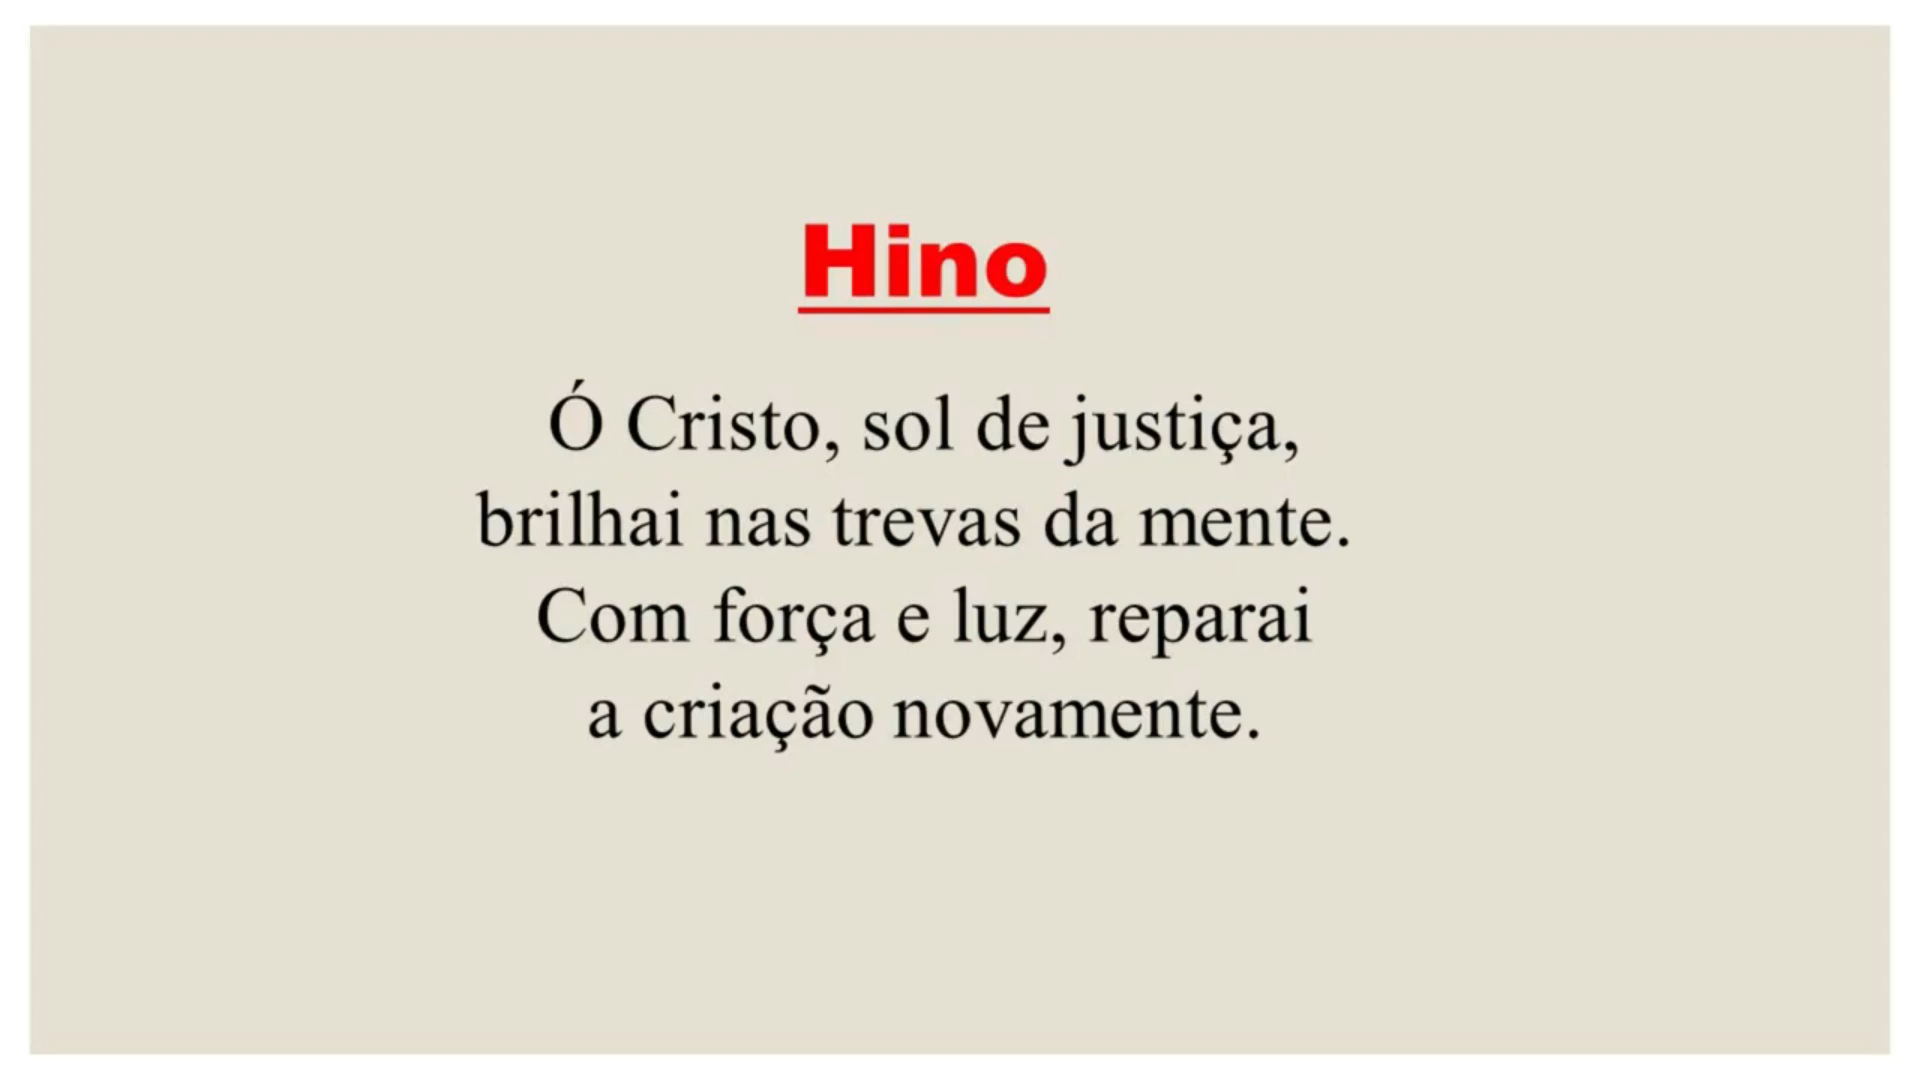 Hino
Ó Cristo, sol de justiça,
brilhai nas trevas da mente.
Com força e luz, reparai
a criação novamente.